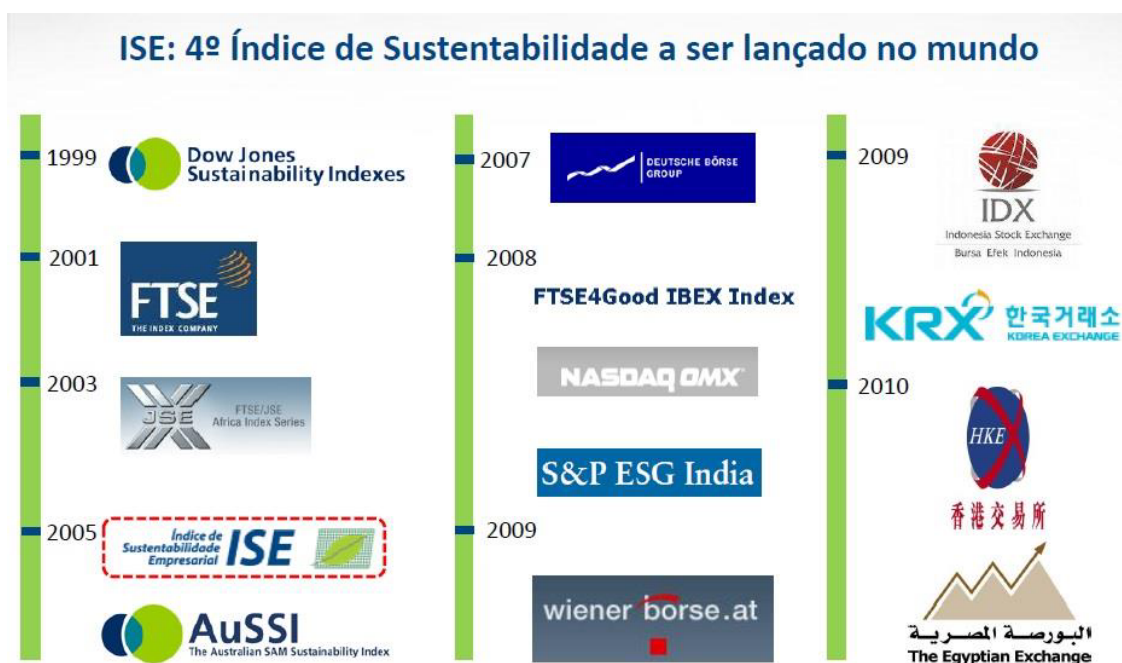 ISE: 4º Índice de Sustentabilidade a ser lançado no mundo
1999
Dow Jones
Sustainability Indexes
2001
FTSE
THE INDEX COMPANY
2003
JSE
FTSE/JSE
Africa Index Series
2005
Índice de
Sustentabilidade
Empresarial
ISE
AuSSI
The Australian SAM Sustainability Index
2007
DEUTSCHE BÖRSE
GROUP
2008
FTSE4Good IBEX Index
NASDAQ OMX
S&P ESG India
2009
wiener börse.at
2009
IDX
Indonesia Stock Exchange
Bursa Efek Indonesia
KRX 한국거래소
KOREA EXCHANGE
2010
HKEX
香港交易所
البورصة المصرية
The Egyptian Exchange